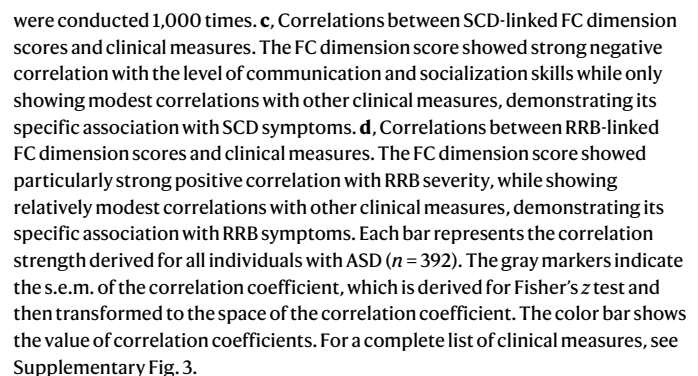 were conducted 1,000 times. c, Correlations between SCD-linked FC dimension
scores and clinical measures. The FC dimension score showed strong negative
correlation with the level of communication and socialization skills while only
showing modest correlations with other clinical measures, demonstrating its
specific association with SCD symptoms. d, Correlations between RRB-linked
FC dimension scores and clinical measures. The FC dimension score showed
particularly strong positive correlation with RRB severity, while showing
relatively modest correlations with other clinical measures, demonstrating its
specific association with RRB symptoms. Each bar represents the correlation
strength derived for all individuals with ASD (n = 392). The gray markers indicate
the s.e.m. of the correlation coefficient, which is derived for Fisher's z test and
then transformed to the space of the correlation coefficient. The color bar shows
the value of correlation coefficients. For a complete list of clinical measures, see
Supplementary Fig. 3.